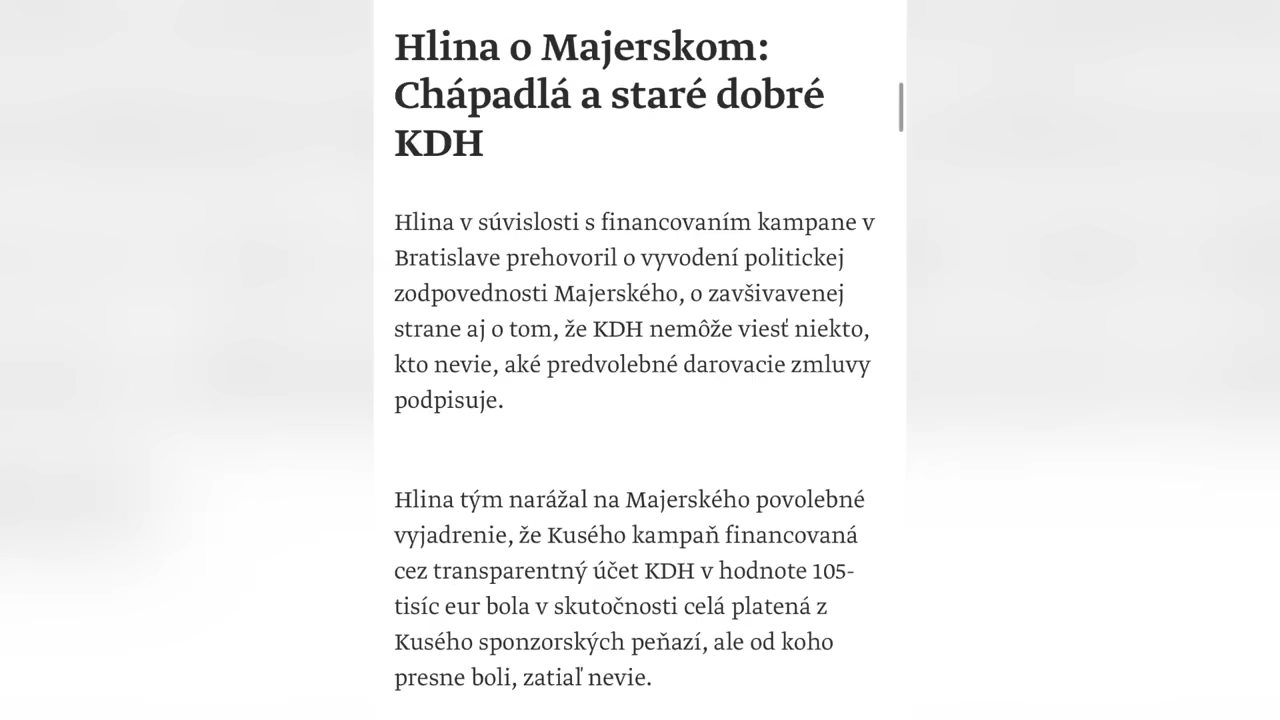 Hlina o Majerskom:
Chápadlá a staré dobré
KDH
Hlina v súvislosti s financovaním kampane v
Bratislave prehovoril o vyvodení politickej
zodpovednosti Majerského, o zavšivavenej
strane aj o tom, že KDH nemôže viesť niekto,
kto nevie, aké predvolebné darovacie zmluvy
podpisuje.
Hlina tým narážal na Majerského povolebné
vyjadrenie, že Kusého kampaň financovaná
cez transparentný účet KDH v hodnote 105-
tisíc eur bola v skutočnosti celá platená z
Kusého sponzorských peňazí, ale od koho
presne boli, zatiaľ nevie.